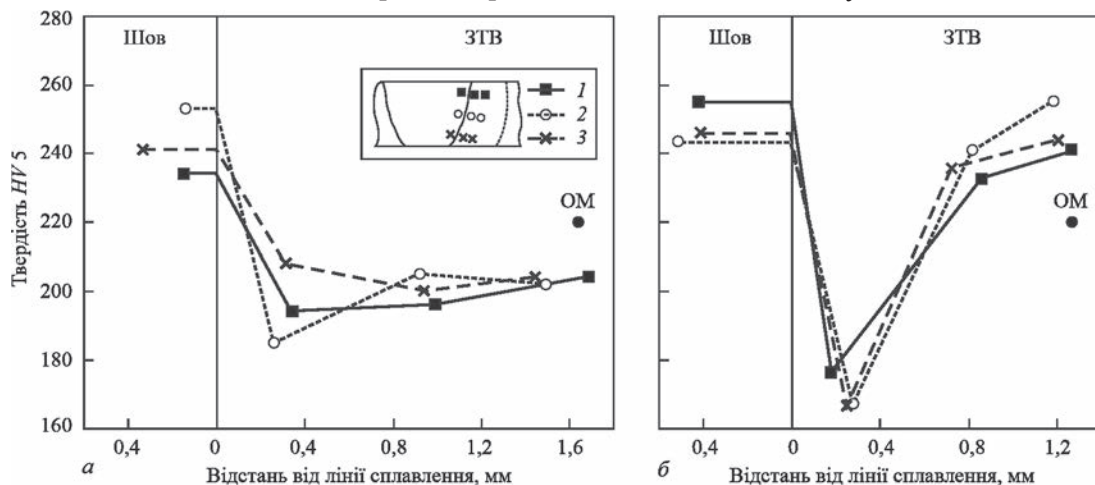 280
260
240
220
200
180
160
Твердість HV 5
Шов
ЗТВ
1
2
3
ОМ
0,4
0
0,4
0,8
1,2
1,6
а
Відстань від лінії сплавлення, мм
Шов
ЗТВ
ОМ
0,4
0
0,4
0,8
1,2
б
Відстань від лінії сплавлення, мм